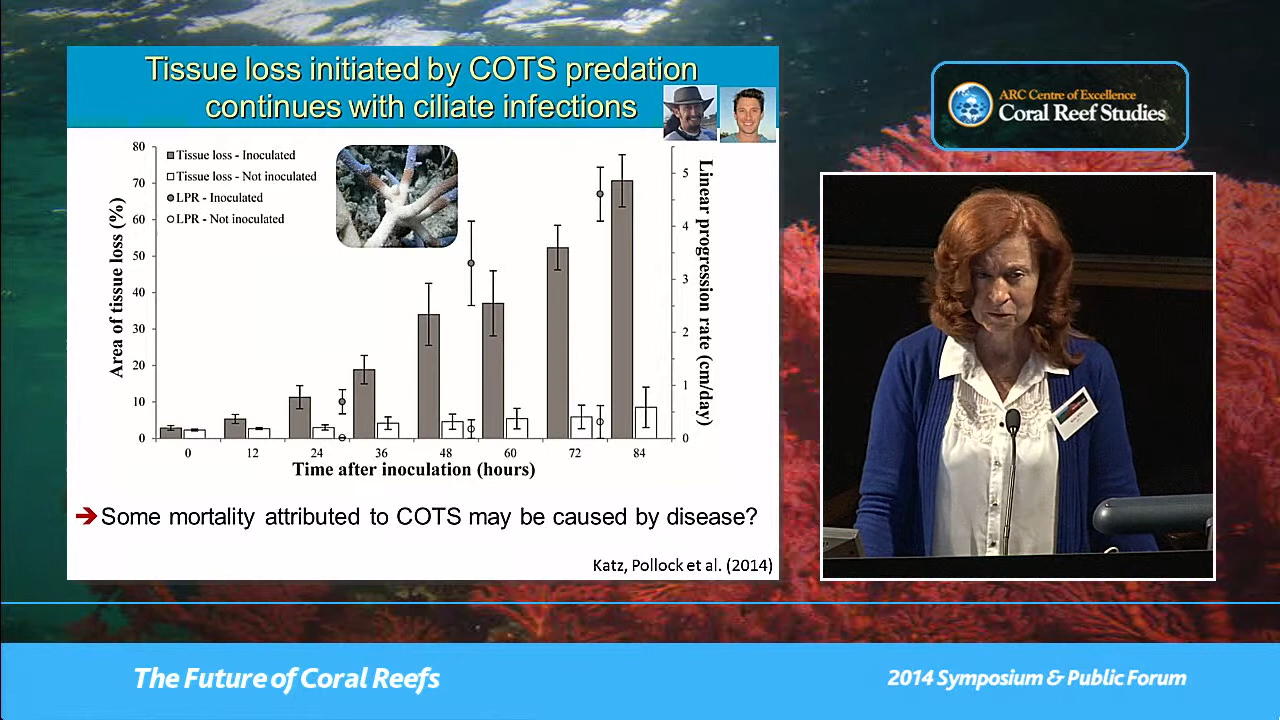 Tissue loss initiated by COTS predation
continues with ciliate infections
80
70
60
50
40
30
20
10
0
Area of tissue loss (%)
Tissue loss - Inoculated
Tissue loss - Not inoculated
LPR - Inoculated
LPR - Not inoculated
5
4
3
2
1
0
Linear progression rate (cm/day)
0 12 24 36 48 60 72 84
Time after inoculation (hours)
➔Some mortality attributed to COTS may be caused by disease?
Katz, Pollock et al. (2014)
ARC Centre of Excellence
Coral Reef Studies
The Future of Coral Reefs
2014 Symposium & Public Forum